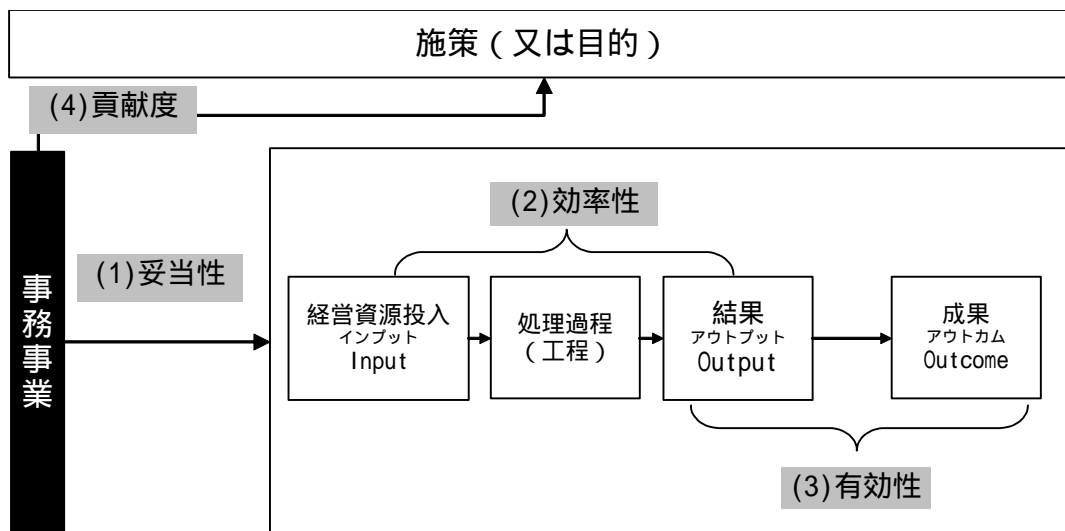 施策（又は目的）
(4)貢献度
事務事業
(1)妥当性
(2)効率性
経営資源投入
インプット
Input
処理過程
（工程）
結果
アウトプット
Output
成果
アウトカム
Outcome
(3)有効性